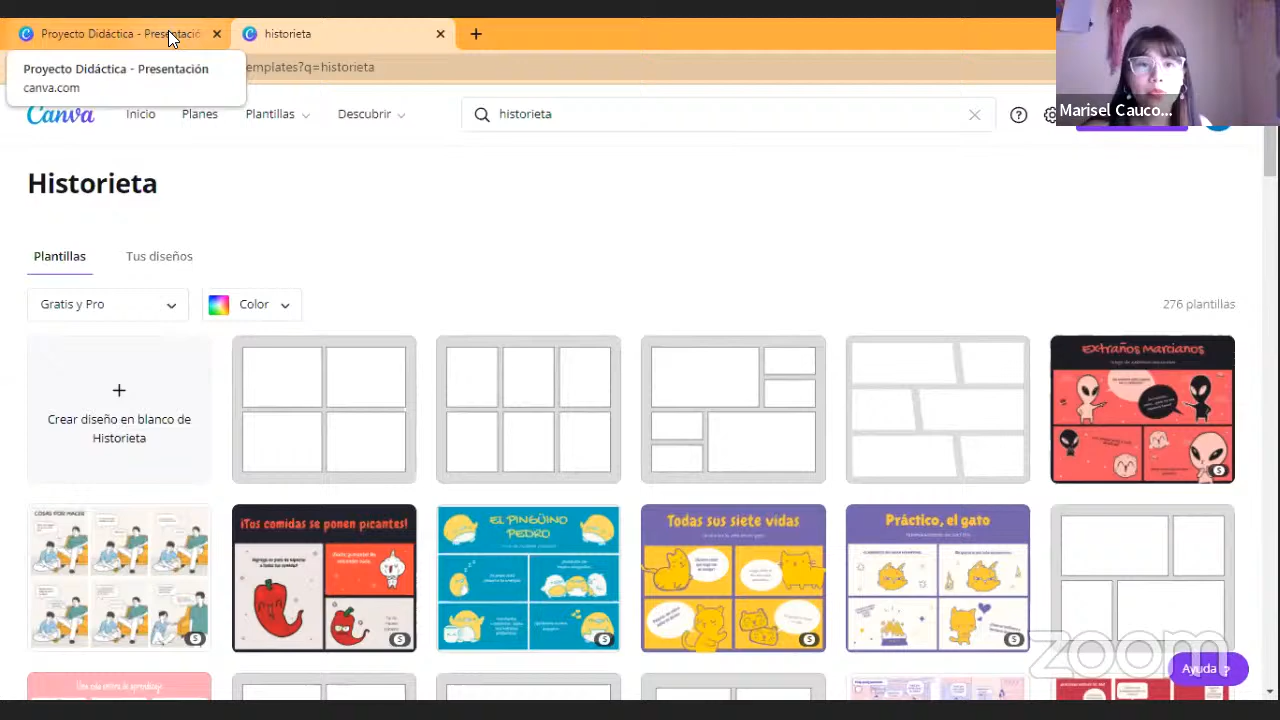 Proyecto Didáctica - Presentació
historieta
Proyecto Didáctica - Presentación
canva.com
emplates?q=historieta
Canva
Inicio
Planes
Plantillas
Descubrir
historieta
Marisel Cauco...
Historieta
Plantillas
Tus diseños
Gratis y Pro
Color
276 plantillas
+
Crear diseño en blanco de
Historieta
EXTRAÑOS MARCIANOS
COSAS POR HACER
¡Tus comidas se ponen picantes!
EL PINGÜINO
PEDRO
Todas sus siete vidas
Práctico, el gato
zoom
Ayuda ?